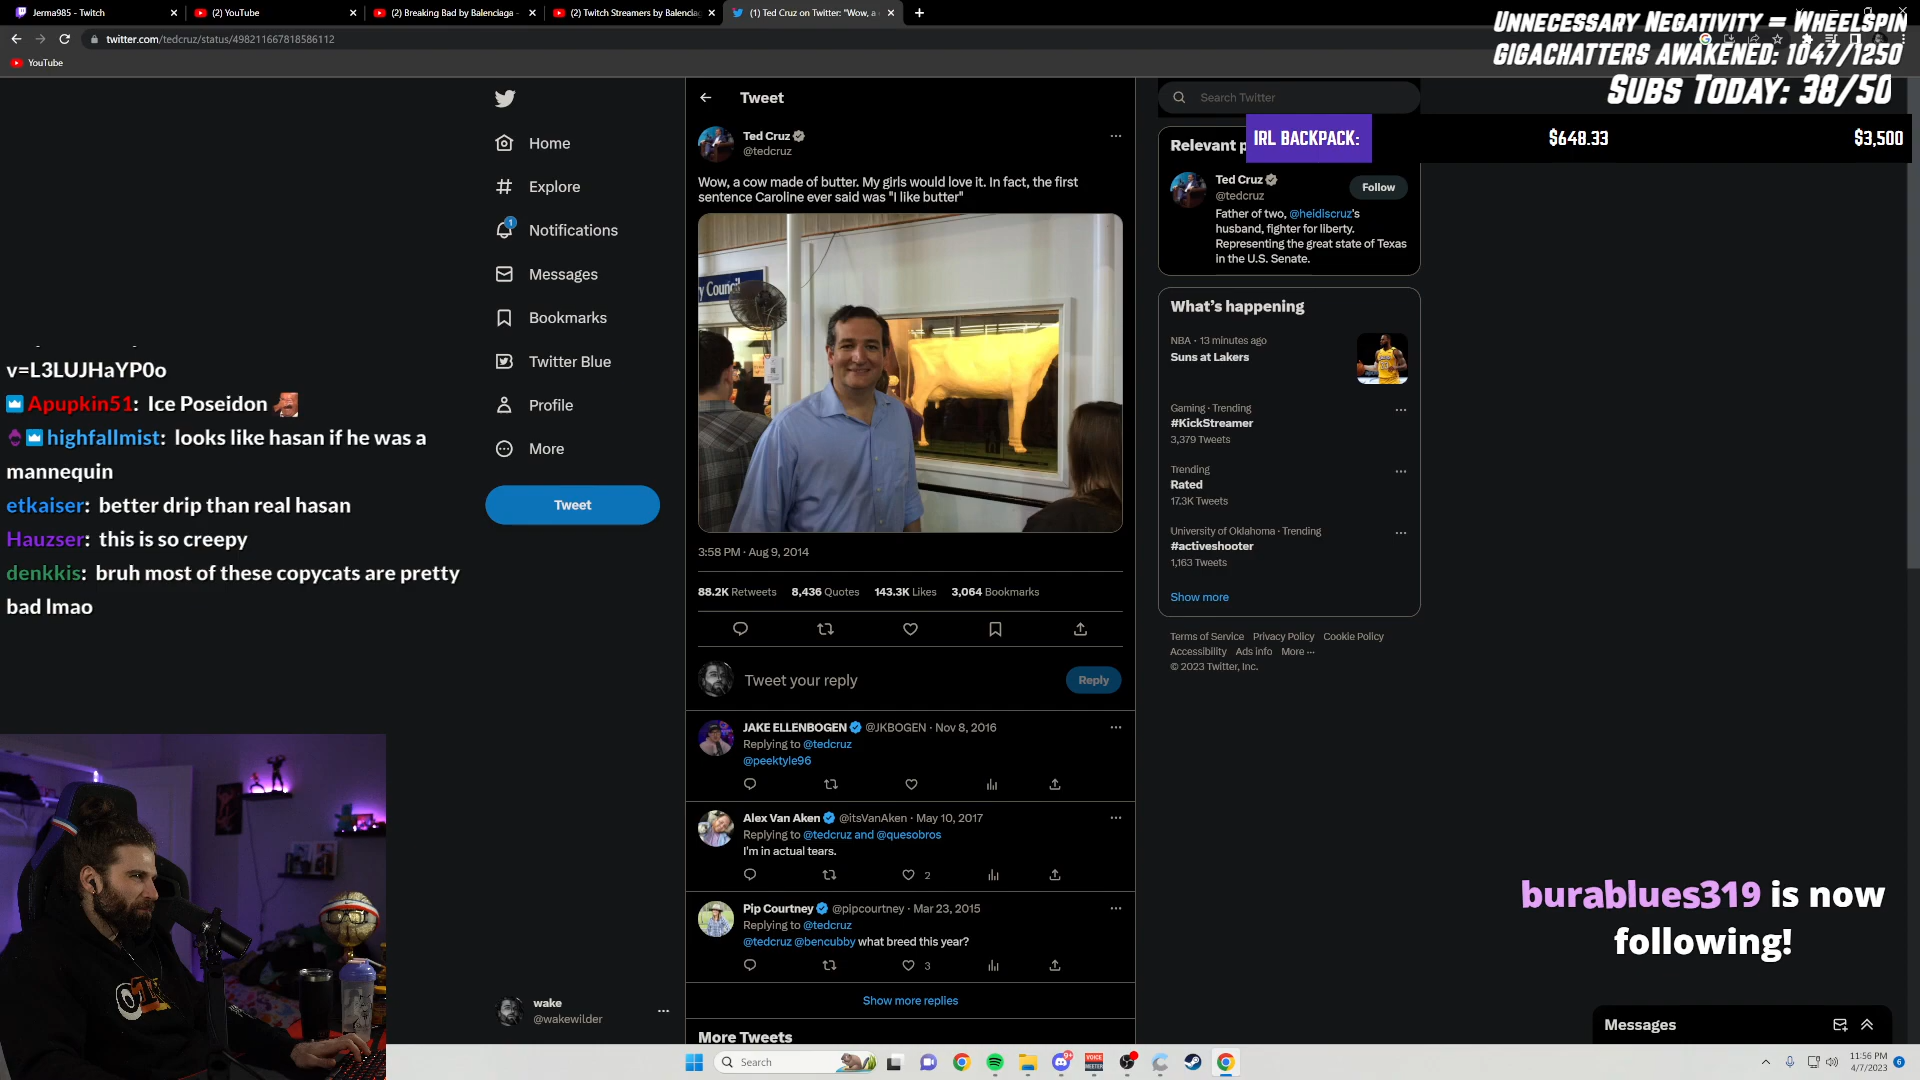 Jerma985 - Twitch
(2) YouTube
(2) Breaking Bad by Balenciaga -
(2) Twitch Streamers by Balencia
(1) Ted Cruz on Twitter: "Wow, a
twitter.com/tedcruz/status/498211667818586112
YouTube
Unnecessary Negativity = Wheelspin
GIGACHATTERS AWAKENED: 1047/1250
Subs Today: 38/50
IRL BACKPACK:
$648.33
$3,500
v=L3LUJHaYP0o
Apupkin51: Ice Poseidon
highfallmist: looks like hasan if he was a
mannequin
etkaiser: better drip than real hasan
Hauzser: this is so creepy
denkkis: bruh most of these copycats are pretty
bad lmao
Home
Explore
1
Notifications
Messages
Bookmarks
Twitter Blue
Profile
More
Tweet
wake
@wakewilder
Tweet
Ted Cruz
@tedcruz
Wow, a cow made of butter. My girls would love it. In fact, the first
sentence Caroline ever said was "I like butter"
y Council
3:58 PM · Aug 9, 2014
88.2K Retweets 8,436 Quotes 143.3K Likes 3,064 Bookmarks
Tweet your reply
Reply
JAKE ELLENBOGEN @JKBOGEN · Nov 8, 2016
Replying to @tedcruz
@peektyle96
Alex Van Aken @itsVanAken · May 10, 2017
Replying to @tedcruz and @quesobros
I'm in actual tears.
2
Pip Courtney @pipcourtney · Mar 23, 2015
Replying to @tedcruz
@tedcruz @bencubby what breed this year?
3
Show more replies
More Tweets
Search Twitter
Relevant p
Ted Cruz
@tedcruz
Follow
Father of two, @heidiscruz's
husband, fighter for liberty.
Representing the great state of Texas
in the U.S. Senate.
What's happening
NBA · 13 minutes ago
Suns at Lakers
Gaming · Trending
#KickStreamer
3,379 Tweets
Trending
Rated
17.3K Tweets
University of Oklahoma · Trending
#activeshooter
1,163 Tweets
Show more
Terms of Service Privacy Policy Cookie Policy
Accessibility Ads info More ···
© 2023 Twitter, Inc.
burablues319 is now
following!
Messages
Search
9+
VOICE
MEETER
11:56 PM
4/7/2023
6